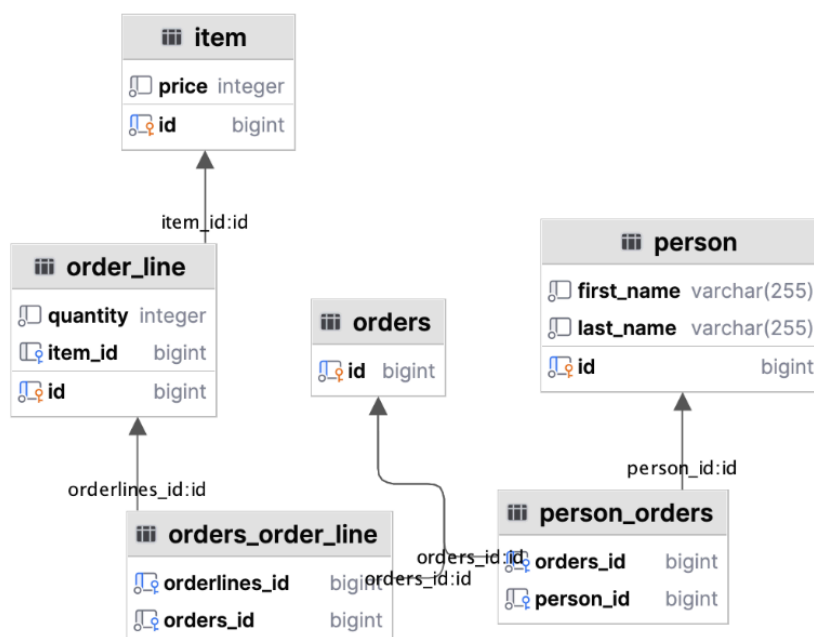 item
price integer
id bigint
item_id:id
order_line
quantity integer
item_id bigint
id bigint
orderlines_id:id
orders_order_line
orderlines_id bigint
orders_id bigint
orders
id bigint
orders_id:id
orders_id:id
person
first_name varchar(255)
last_name varchar(255)
id bigint
person_id:id
person_orders
orders_id bigint
person_id bigint